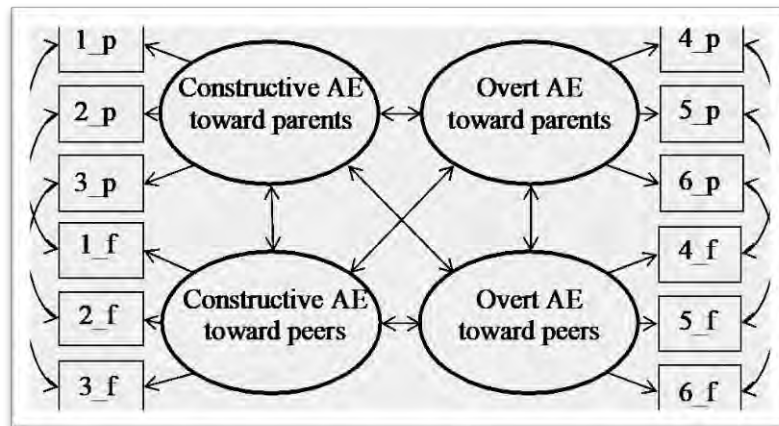 1_p
2_p
3_p
1_f
2_f
3_f
Constructive AE
toward parents
Overt AE
toward parents
Constructive AE
toward peers
Overt AE
toward peers
4_p
5_p
6_p
4_f
5_f
6_f